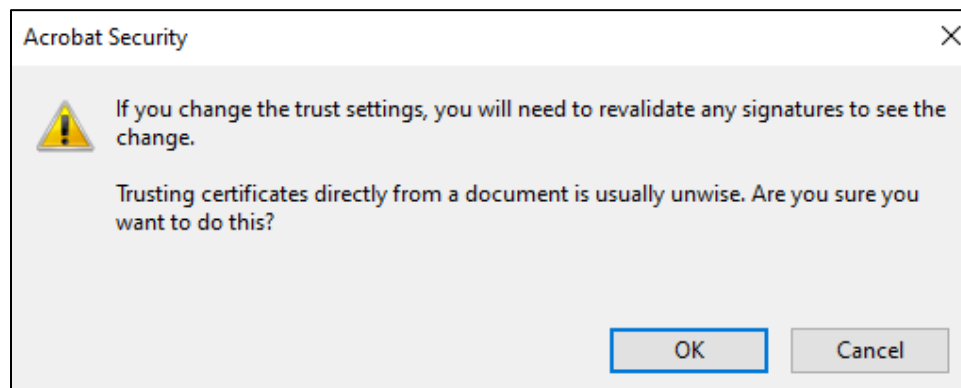 Acrobat Security
If you change the trust settings, you will need to revalidate any signatures to see the
change.
Trusting certificates directly from a document is usually unwise. Are you sure you
want to do this?
OK
Cancel